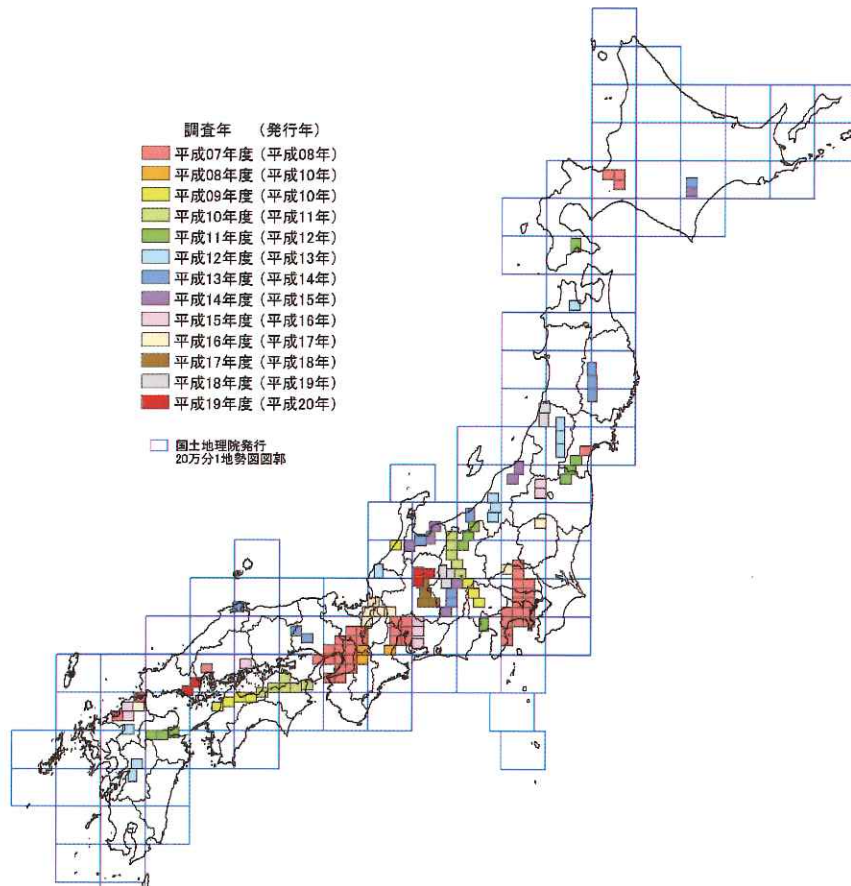 調査年 (発行年)
平成07年度(平成08年)
平成08年度(平成10年)
平成09年度(平成10年)
平成10年度(平成11年)
平成11年度(平成12年)
平成12年度(平成13年)
平成13年度(平成14年)
平成14年度(平成15年)
平成15年度(平成16年)
平成16年度(平成17年)
平成17年度(平成18年)
平成18年度(平成19年)
平成19年度(平成20年)
国土地理院発行
20万分1地勢図図郭